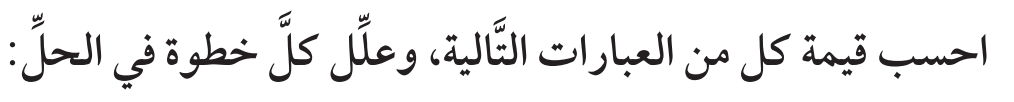 احسب قيمة كل من العبارات التَّالية، وعلِّل كلَّ خطوة في الحلِّ: